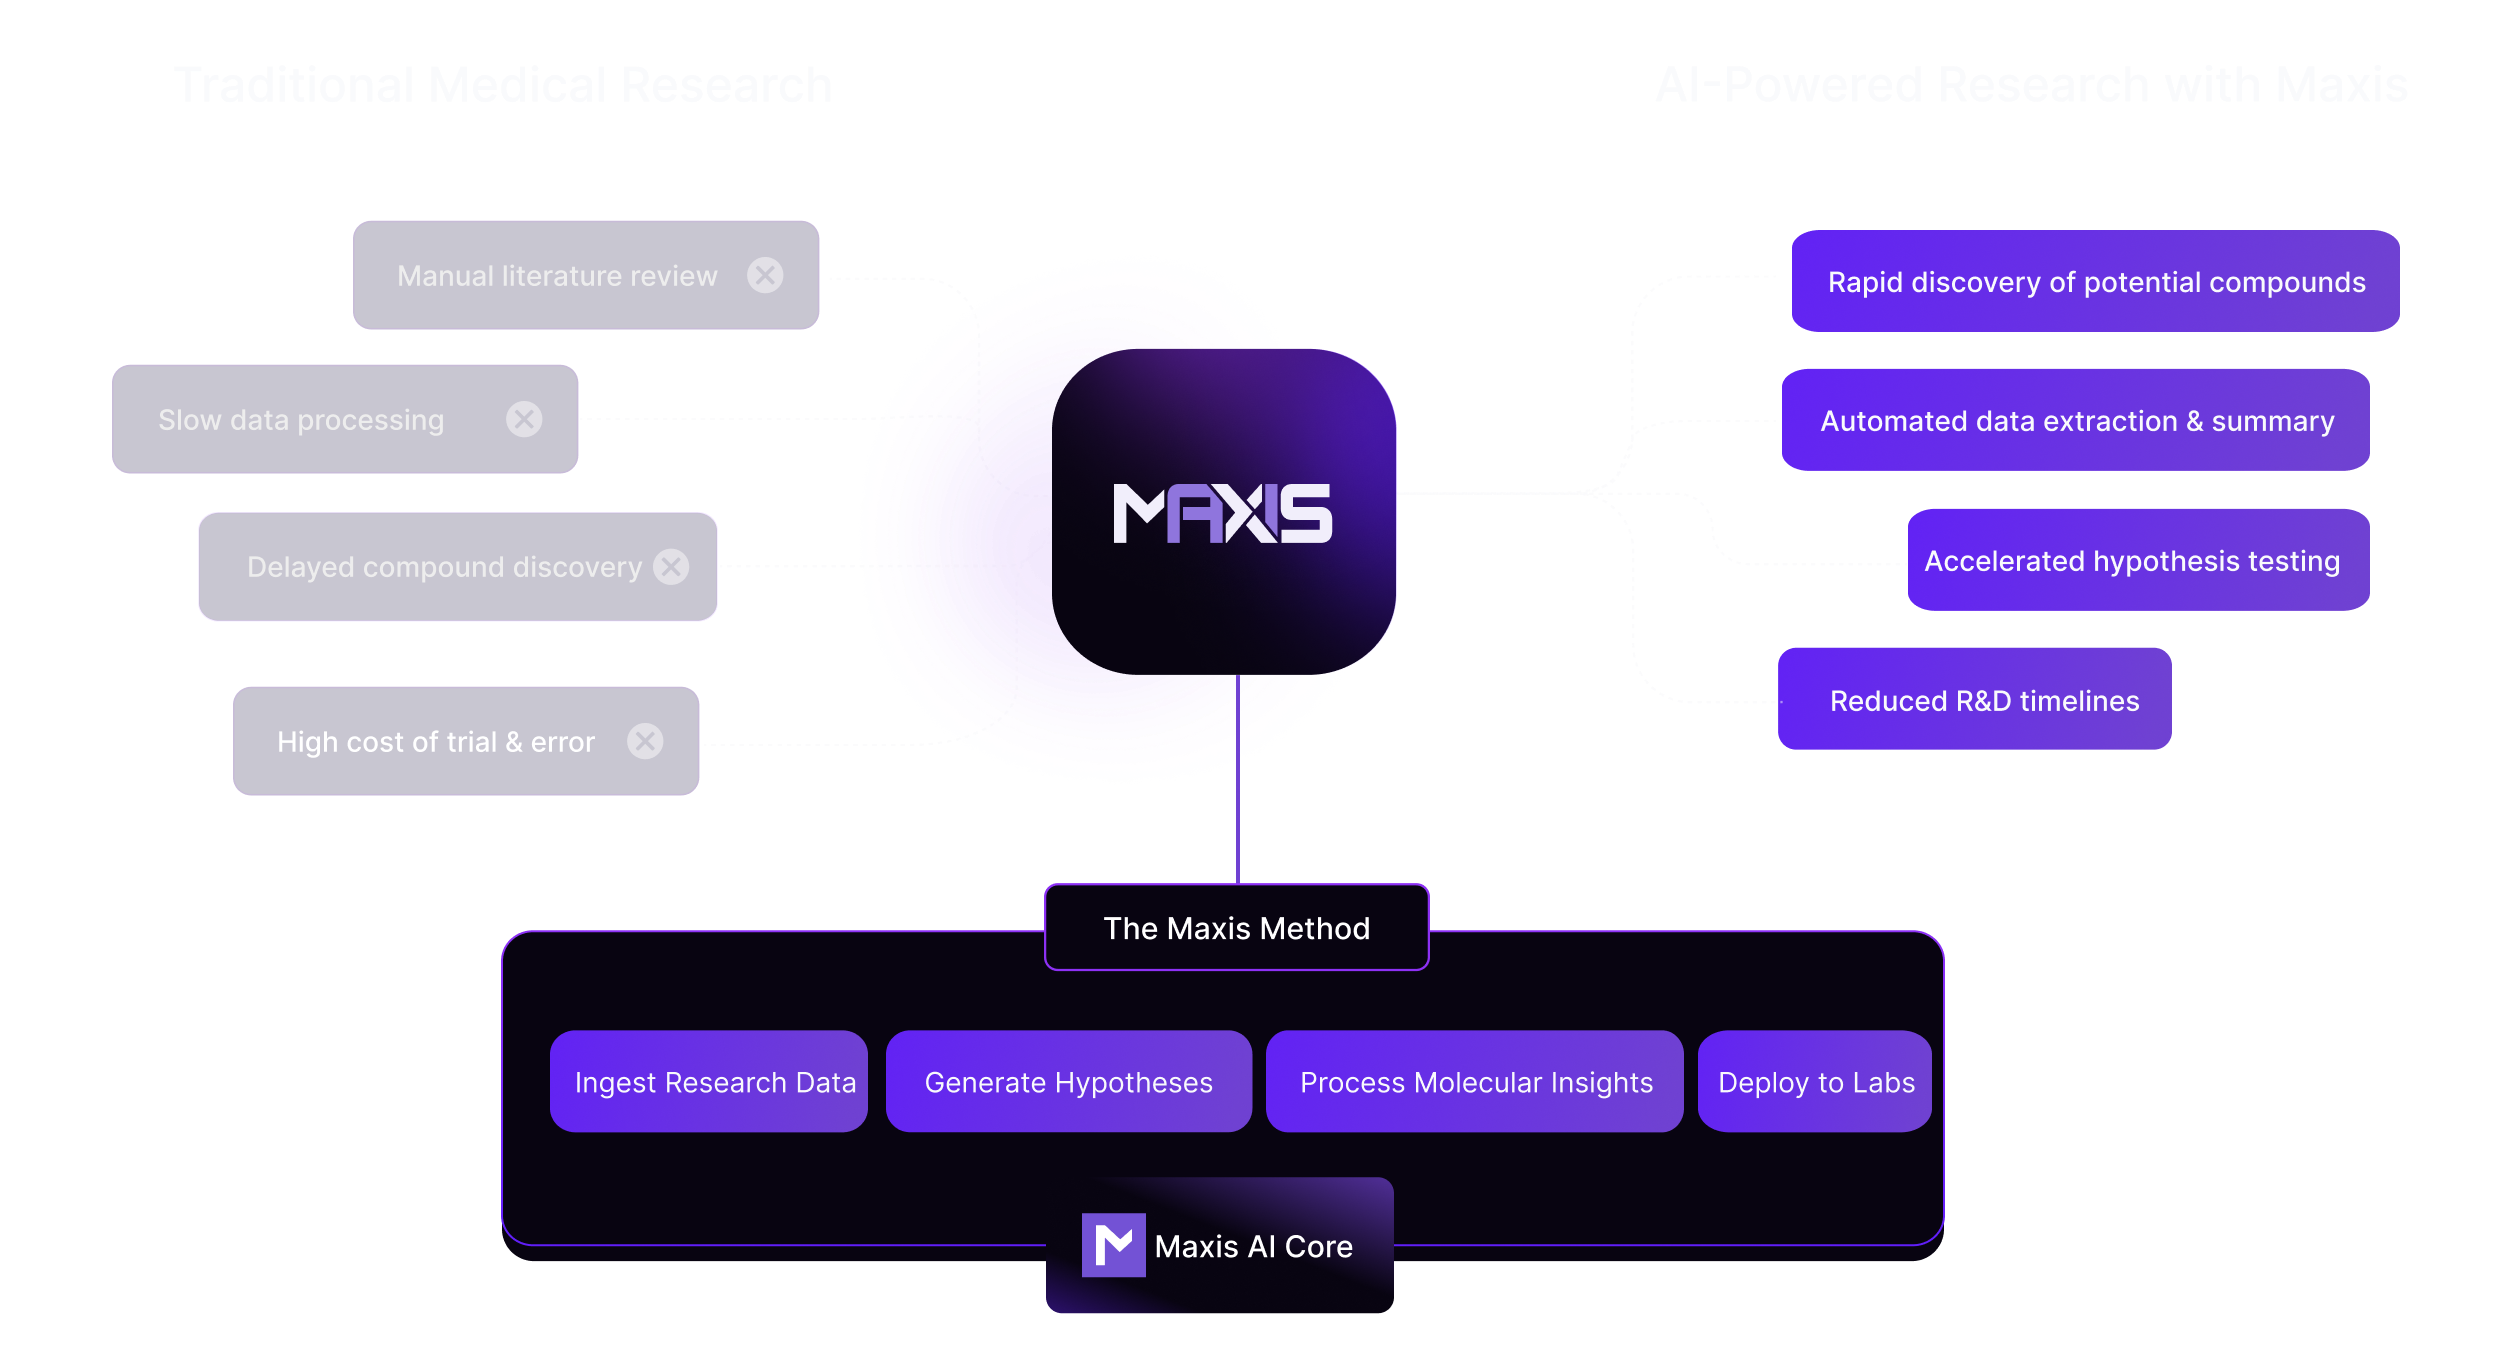 Traditional Medical Research
AI-Powered Research with Maxis
Manual literature review
Slow data processing
Delayed compound discovery
High cost of trial & error
MAXIS
Rapid discovery of potential compounds
Automated data extraction & summary
Accelerated hypothesis testing
Reduced R&D timelines
The Maxis Method
Ingest Research Data
Generate Hypotheses
Process Molecular Insights
Deploy to Labs
Maxis AI Core